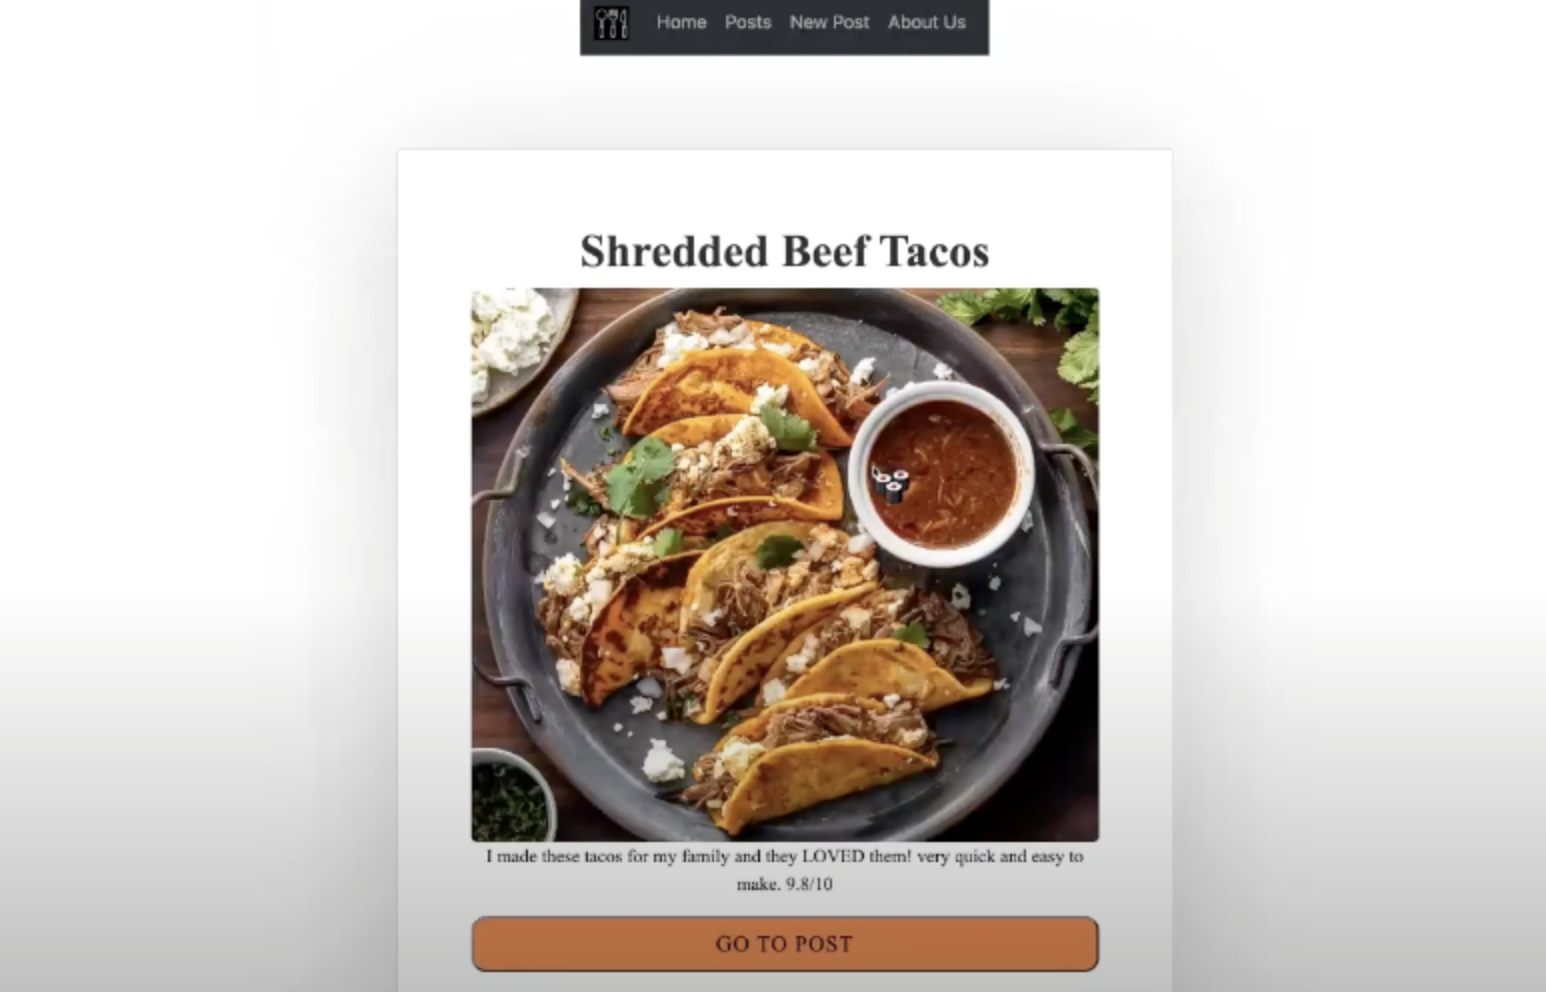 Home Posts New Post About Us
Shredded Beef Tacos
I made these tacos for my family and they LOVED them! very quick and easy to
make. 9.8/10
GO TO POST